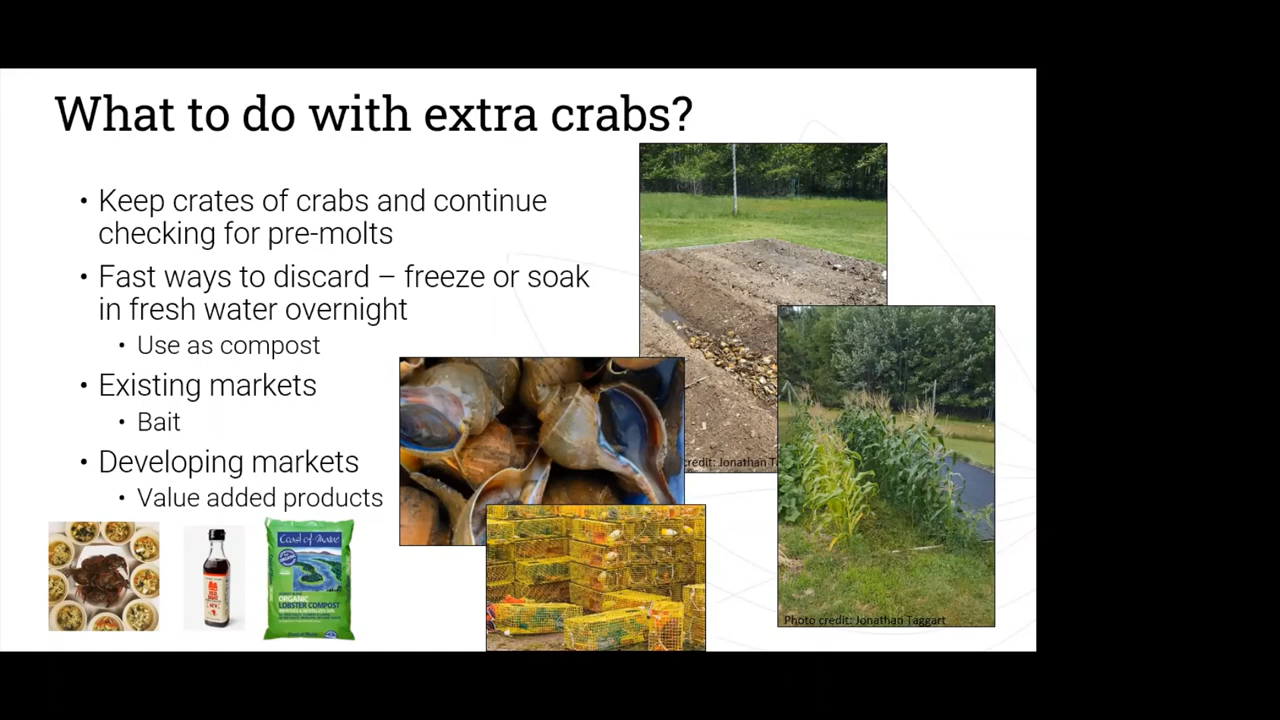 What to do with extra crabs?
• Keep crates of crabs and continue
checking for pre-molts
• Fast ways to discard – freeze or soak
in fresh water overnight
• Use as compost
• Existing markets
• Bait
• Developing markets
• Value added products
credit: Jonathan T
Coast of Maine
ORGANIC
LOBSTER COMPOST
Photo credit: Jonathan Taggart